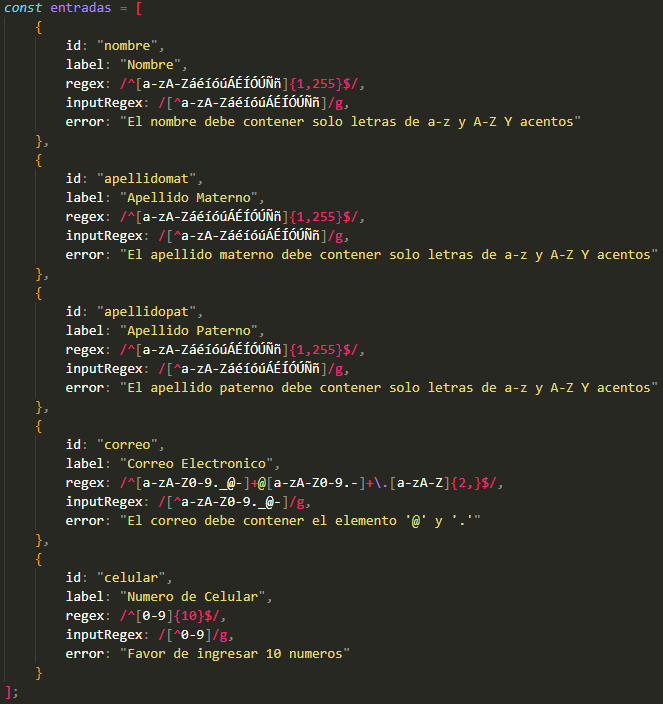 const entradas = [
    {
        id: "nombre",
        label: "Nombre",
        regex: /^[a-zA-ZáéíóúÁÉÍÓÚÑñ]{1,255}$/,
        inputRegex: /[^a-zA-ZáéíóúÁÉÍÓÚÑñ]/g,
        error: "El nombre debe contener solo letras de a-z y A-Z Y acentos"
    },
    {
        id: "apellidomat",
        label: "Apellido Materno",
        regex: /^[a-zA-ZáéíóúÁÉÍÓÚÑñ]{1,255}$/,
        inputRegex: /[^a-zA-ZáéíóúÁÉÍÓÚÑñ]/g,
        error: "El apellido materno debe contener solo letras de a-z y A-Z Y acentos"
    },
    {
        id: "apellidopat",
        label: "Apellido Paterno",
        regex: /^[a-zA-ZáéíóúÁÉÍÓÚÑñ]{1,255}$/,
        inputRegex: /[^a-zA-ZáéíóúÁÉÍÓÚÑñ]/g,
        error: "El apellido paterno debe contener solo letras de a-z y A-Z Y acentos"
    },
    {
        id: "correo",
        label: "Correo Electronico",
        regex: /^[a-zA-Z0-9._@-]+@[a-zA-Z0-9.-]+\.[a-zA-Z]{2,}$/,
        inputRegex: /[^a-zA-Z0-9._@-]/g,
        error: "El correo debe contener el elemento '@' y '.'"
    },
    {
        id: "celular",
        label: "Numero de Celular",
        regex: /^[0-9]{10}$/,
        inputRegex: /[^0-9]/g,
        error: "Favor de ingresar 10 numeros"
    }
];